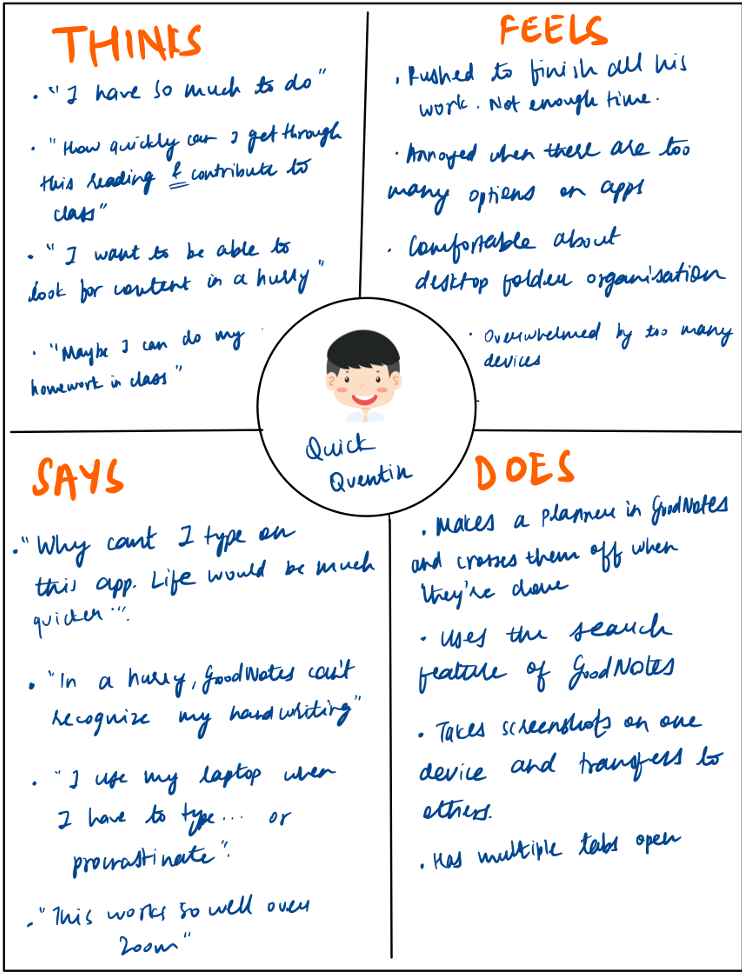 THINKS
• "I have so much to do"
• "How quickly can I get through
this reading & contribute to
class"
• "I want to be able to
look for content in a hurry"
• "Maybe I can do my
homework in class"
FEELS
• Rushed to finish all his
work. Not enough time.
• Annoyed when there are too
many options on apps
• Comfortable about
desktop folder organisation
• Overwhelmed by too many
devices
Quick
Quentin
SAYS
• "Why can't I type on
this app. Life would be much
quicker".
• "In a hurry, GoodNotes can't
recognize my handwriting"
• "I use my laptop when
I have to type... or
procrastinate".
• "This works so well over
Zoom"
DOES
• Makes a planner in GoodNotes
and crosses them off when
they're done
• Uses the search
feature of GoodNotes
• Takes screenshots on one
device and transfers to
others.
• Has multiple tabs open